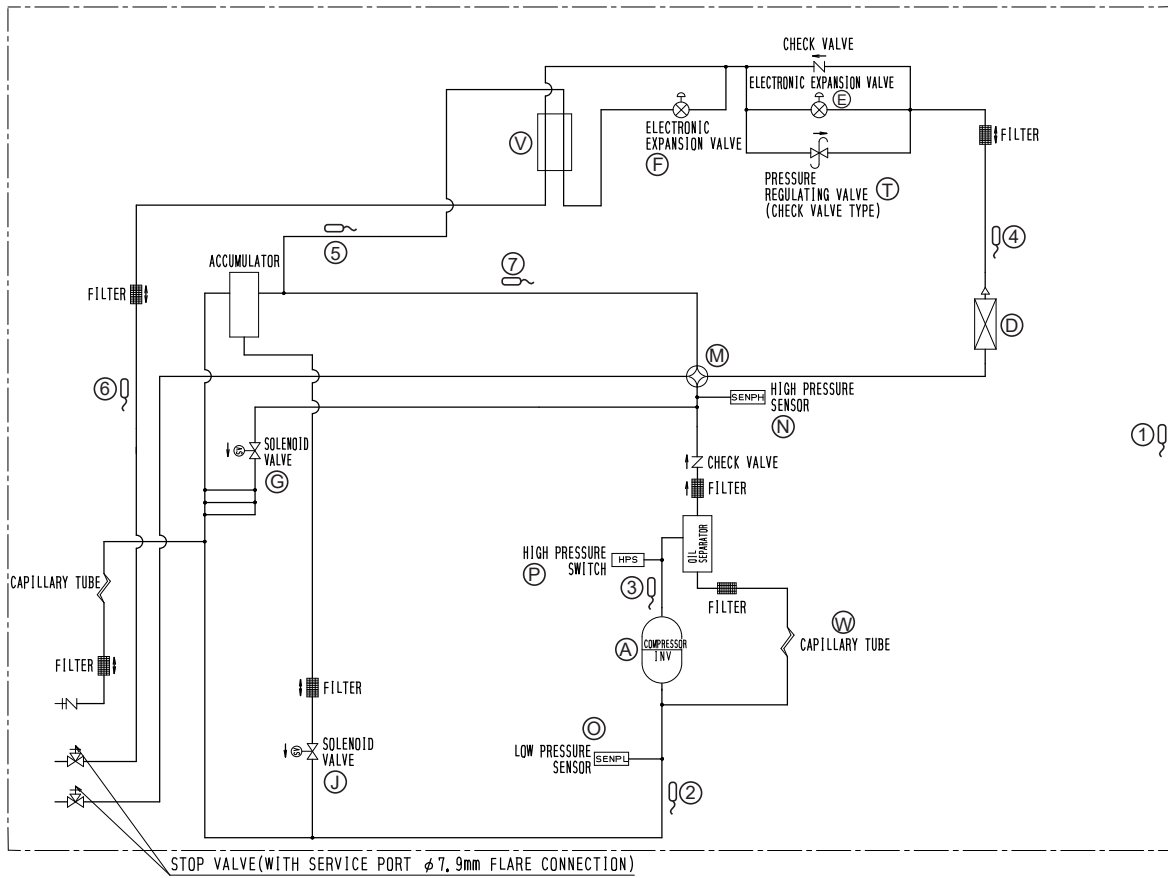 CHECK VALVE
ELECTRONIC EXPANSION VALVE
E
ELECTRONIC
EXPANSION VALVE
F
V
PRESSURE
REGULATING VALVE
(CHECK VALVE TYPE)
T
FILTER
4
5
7
ACCUMULATOR
FILTER
D
M
6
SENPH
HIGH PRESSURE
SENSOR
N
1
SOLENOID
VALVE
G
CHECK VALVE
FILTER
OIL
SEPARATOR
HIGH PRESSURE
SWITCH
HPS
P
3
CAPILLARY TUBE
FILTER
W
CAPILLARY TUBE
A
COMPRESSOR
INV
FILTER
FILTER
O
LOW PRESSURE
SENSOR
SENPL
SV
SV
SOLENOID
VALVE
J
2
STOP VALVE(WITH SERVICE PORT φ7.9mm FLARE CONNECTION)